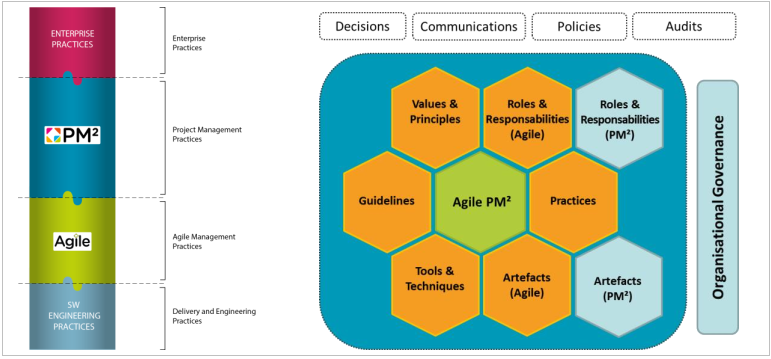 ENTERPRISE
PRACTICES
PM²
Agile
SW
ENGINEERING
PRACTICES
Enterprise
Practices
Project Management
Practices
Agile Management
Practices
Delivery and Engineering
Practices
Decisions
Communications
Policies
Audits
Values &
Principles
Roles &
Responsabilities
(Agile)
Roles &
Responsabilities
(PM²)
Guidelines
Agile PM²
Practices
Tools &
Techniques
Artefacts
(Agile)
Artefacts
(PM²)
Organisational Governance